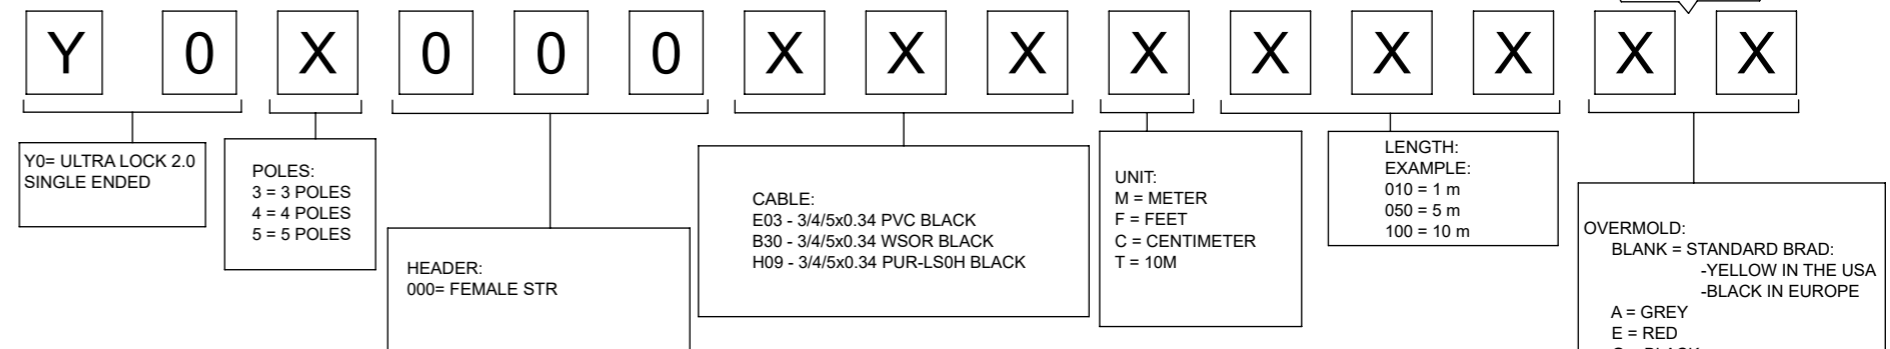 Y 0 X 0 0 0 X X X X X X X X X
Y0= ULTRA LOCK 2.0
SINGLE ENDED
POLES:
3 = 3 POLES
4 = 4 POLES
5 = 5 POLES
HEADER:
000= FEMALE STR
CABLE:
E03 - 3/4/5x0.34 PVC BLACK
B30 - 3/4/5x0.34 WSOR BLACK
H09 - 3/4/5x0.34 PUR-LS0H BLACK
UNIT:
M = METER
F = FEET
C = CENTIMETER
T = 10M
LENGTH:
EXAMPLE:
010 = 1 m
050 = 5 m
100 = 10 m
OVERMOLD:
BLANK = STANDARD BRAD:
-YELLOW IN THE USA
-BLACK IN EUROPE
A = GREY
E = RED